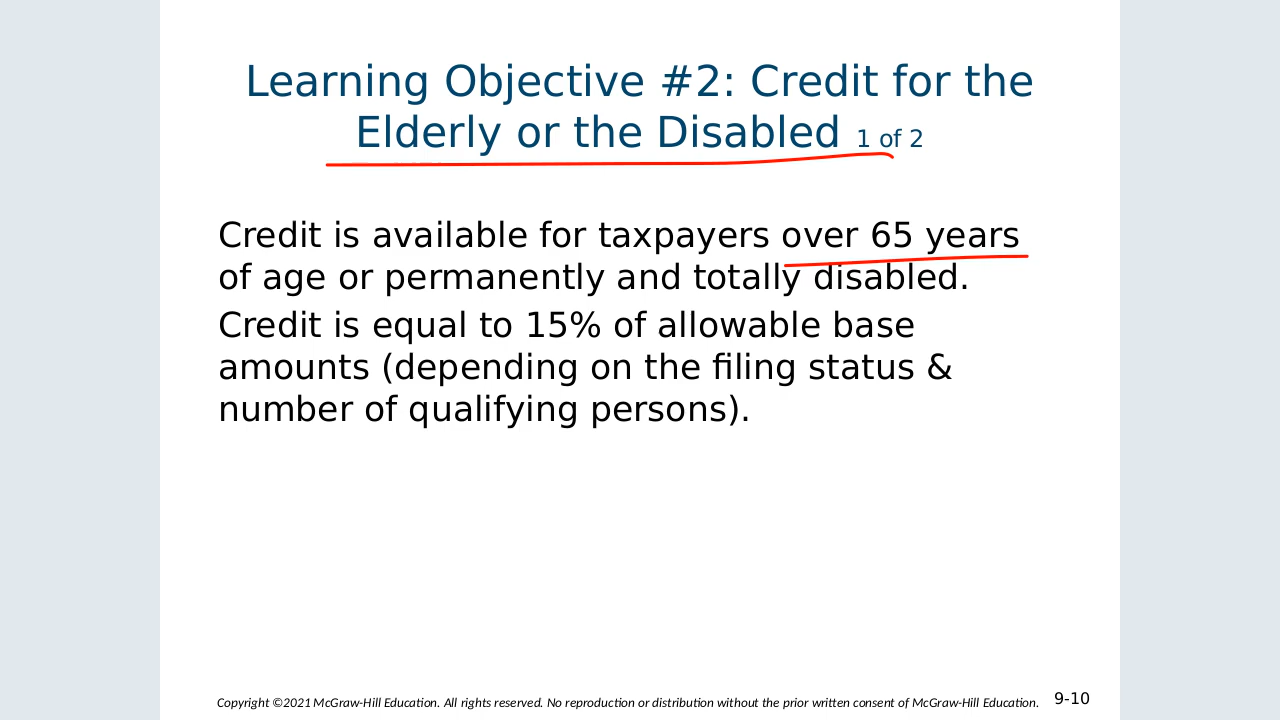 Learning Objective #2: Credit for the
Elderly or the Disabled 1 of 2
Credit is available for taxpayers over 65 years
of age or permanently and totally disabled.
Credit is equal to 15% of allowable base
amounts (depending on the filing status &
number of qualifying persons).
Copyright ©2021 McGraw-Hill Education. All rights reserved. No reproduction or distribution without the prior written consent of McGraw-Hill Education. 9-10